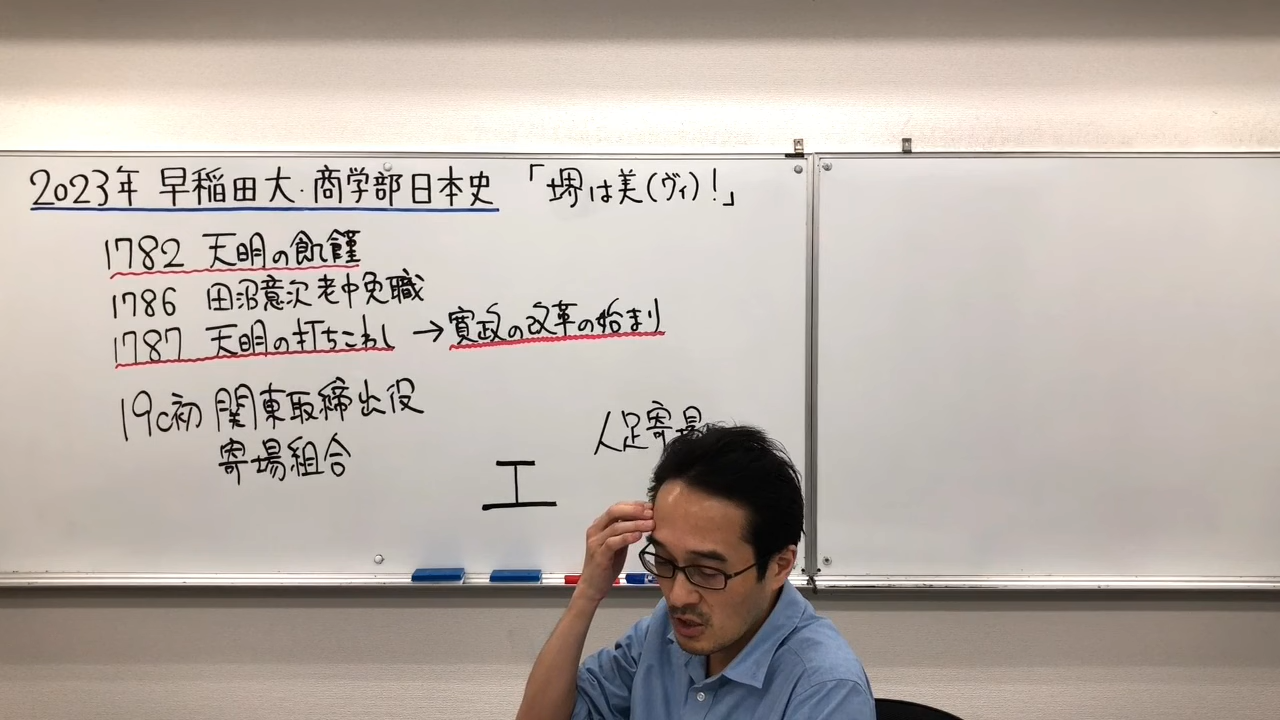 2023年 早稲田大・商学部日本史 「堺は美(ヴィ)!」
1782 天明の飢饉
1786 田沼意次老中免職
1787 天明の打ちこわし → 寛政の改革の始まり
19c初 関東取締出役
寄場組合
人足寄場
エ